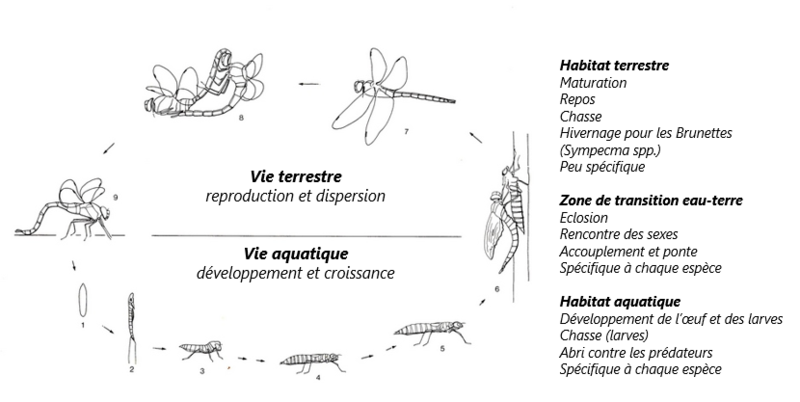 8
7
9
Vie terrestre
reproduction et dispersion
Vie aquatique
développement et croissance
1
2
3
4
5
6
Habitat terrestre
Maturation
Repos
Chasse
Hivernage pour les Brunettes
(Sympecma spp.)
Peu spécifique
Zone de transition eau-terre
Eclosion
Rencontre des sexes
Accouplement et ponte
Spécifique à chaque espèce
Habitat aquatique
Développement de l'œuf et des larves
Chasse (larves)
Abri contre les prédateurs
Spécifique à chaque espèce